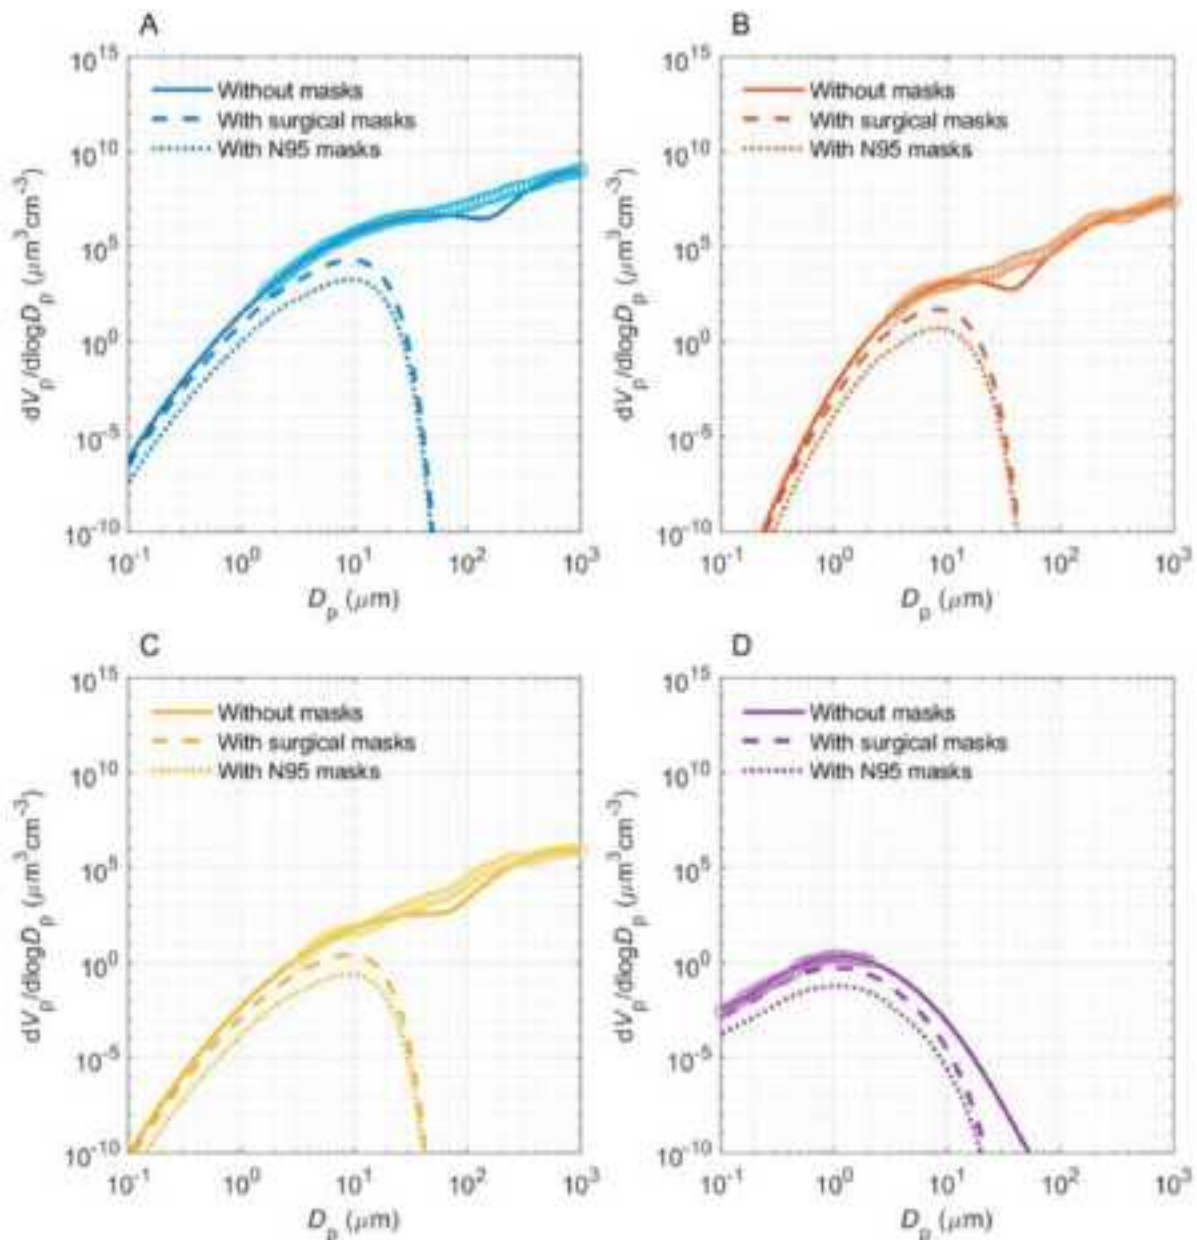 A
10^15
10^10
10^5
10^0
10^-5
10^-10
dV_p/dlogD_p (μm^3cm^-3)
Without masks
With surgical masks
With N95 masks
10^-1 10^0 10^1 10^2 10^3
D_p (μm)
B
10^15
10^10
10^5
10^0
10^-5
10^-10
dV_p/dlogD_p (μm^3cm^-3)
Without masks
With surgical masks
With N95 masks
10^-1 10^0 10^1 10^2 10^3
D_p (μm)
C
10^15
10^10
10^5
10^0
10^-5
10^-10
dV_p/dlogD_p (μm^3cm^-3)
Without masks
With surgical masks
With N95 masks
10^-1 10^0 10^1 10^2 10^3
D_p (μm)
D
10^15
10^10
10^5
10^0
10^-5
10^-10
dV_p/dlogD_p (μm^3cm^-3)
Without masks
With surgical masks
With N95 masks
10^-1 10^0 10^1 10^2 10^3
D_p (μm)